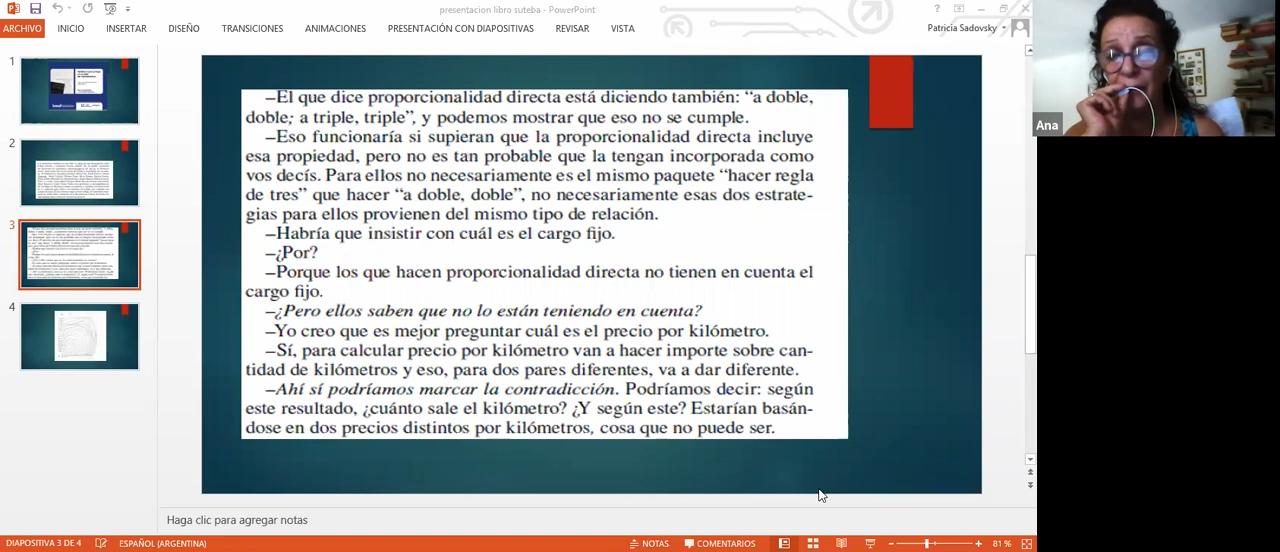 presentacion libro suteba - PowerPoint
ARCHIVO INICIO INSERTAR DISEÑO TRANSICIONES ANIMACIONES PRESENTACIÓN CON DIAPOSITIVAS REVISAR VISTA
Patricia Sadovsky
Ana
1
2
3
4
–El que dice proporcionalidad directa está diciendo también: “a doble,
doble; a triple, triple”, y podemos mostrar que eso no se cumple.
–Eso funcionaría si supieran que la proporcionalidad directa incluye
esa propiedad, pero no es tan probable que la tengan incorporada como
vos decís. Para ellos no necesariamente es el mismo paquete “hacer regla
de tres” que hacer “a doble, doble”, no necesariamente esas dos estrate-
gias para ellos provienen del mismo tipo de relación.
–Habría que insistir con que es el cargo fijo.
–¿Por?
–Porque los que hacen proporcionalidad directa no tienen en cuenta el
cargo fijo.
–¿Pero ellos saben que no lo están teniendo en cuenta?
–Yo creo que es mejor preguntar cuál es el precio por kilómetro.
–Sí, para calcular precio por kilómetro van a hacer importe sobre can-
tidad de kilómetros y eso, para dos pares diferentes, va a dar diferente.
–Ahí sí podríamos marcar la contradicción. Podríamos decir: según
este resultado, ¿cuánto sale el kilómetro? ¿Y según este? Estarían basán-
dose en dos precios distintos por kilómetros, cosa que no puede ser.
Haga clic para agregar notas
DIAPOSITIVA 3 DE 4 ESPAÑOL (ARGENTINA) NOTAS COMENTARIOS 81 %